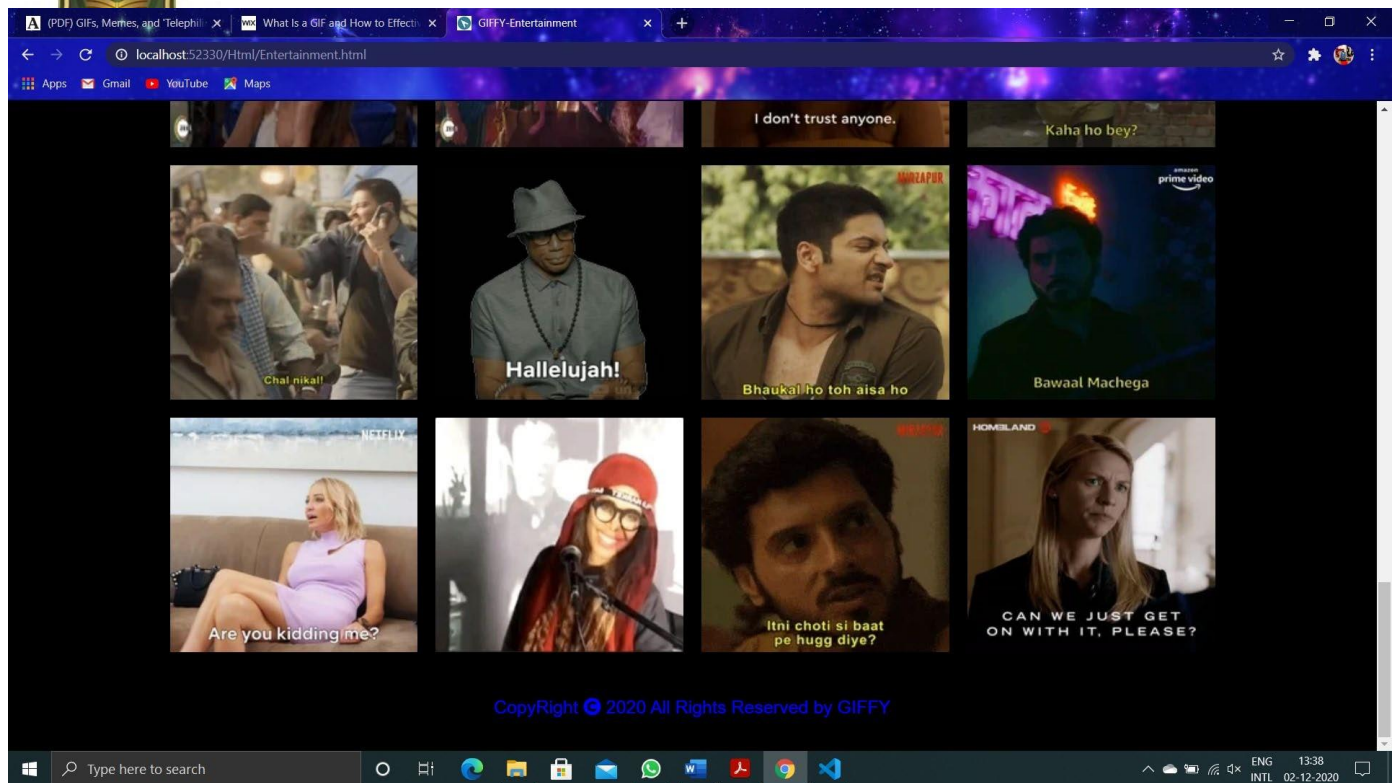 (PDF) GIFs, Memes, and 'Telephili
WIX What Is a GIF and How to Effecti
GIFFY-Entertainment
localhost:52330/Html/Entertainment.html
Apps Gmail YouTube Maps
I don't trust anyone.
Kaha ho bey?
Chal nikal!
Hallelujah!
MIRZAPUR
Bhaukal ho toh aisa ho
amazon
prime video
Bawaal Machega
NETFLIX
Are you kidding me?
MIRZAPUR
Itni choti si baat
pe hugg diye?
HOMELAND
CAN WE JUST GET
ON WITH IT, PLEASE?
CopyRight C 2020 All Rights Reserved by GIFFY
Type here to search
ENG
INTL
13:38
02-12-2020